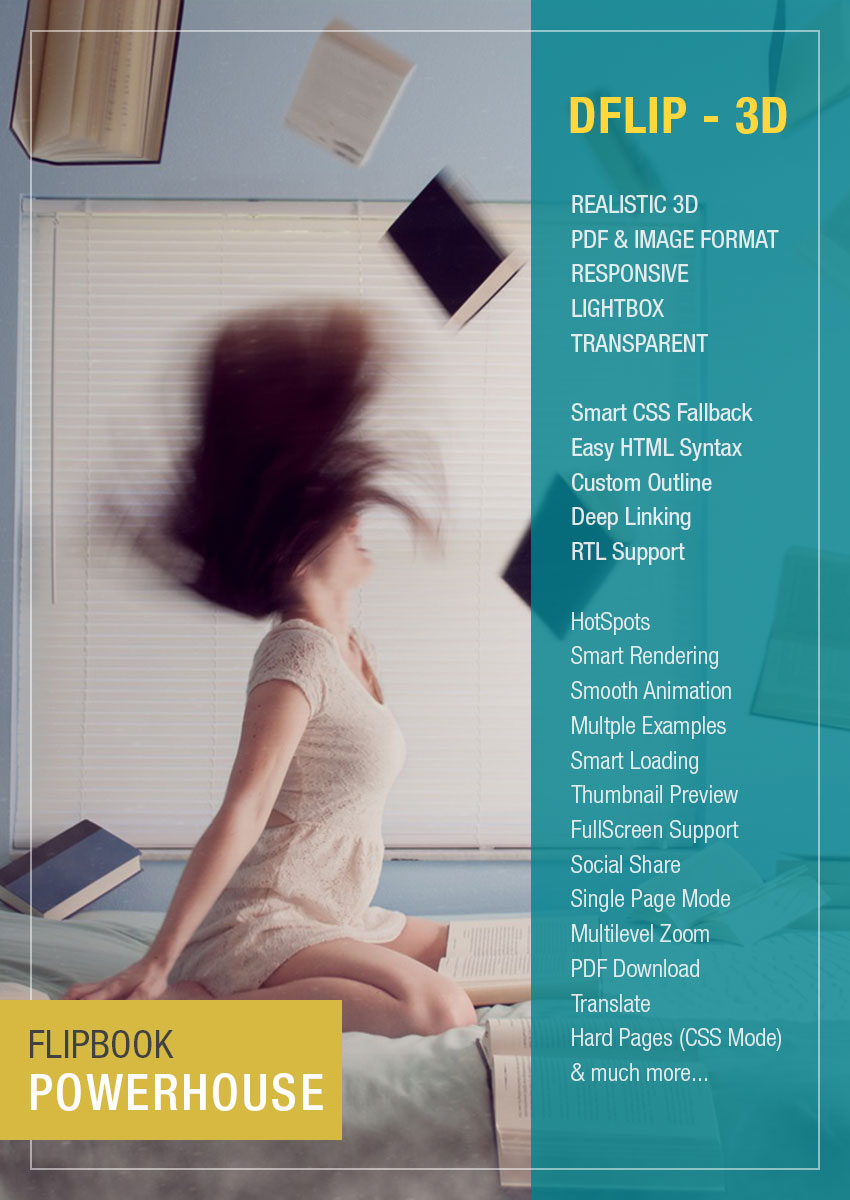 DFLIP - 3D
REALISTIC 3D
PDF & IMAGE FORMAT
RESPONSIVE
LIGHTBOX
TRANSPARENT
Smart CSS Fallback
Easy HTML Syntax
Custom Outline
Deep Linking
RTL Support
HotSpots
Smart Rendering
Smooth Animation
Multple Examples
Smart Loading
Thumbnail Preview
FullScreen Support
Social Share
Single Page Mode
Multilevel Zoom
PDF Download
Translate
Hard Pages (CSS Mode)
& much more...
FLIPBOOK
POWERHOUSE